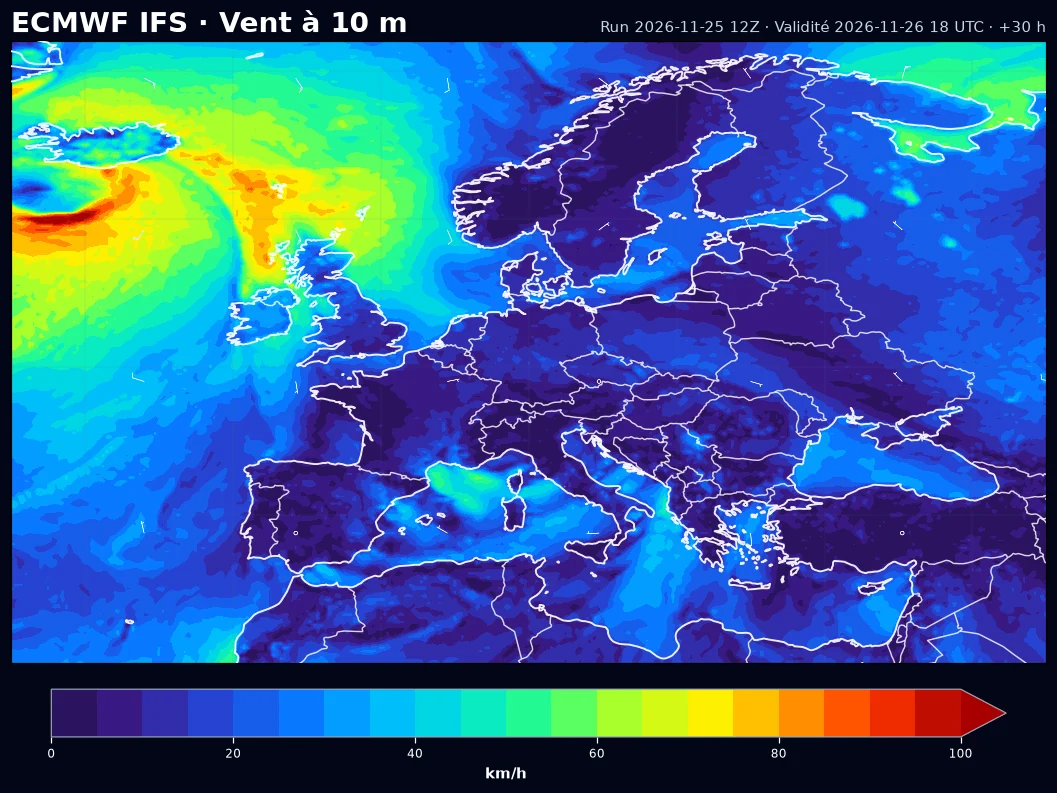 ECMWF IFS · Vent à 10 m
Run 2026-11-25 12Z · Validité 2026-11-26 18 UTC · +30 h
0 20 40 60 80 100
km/h